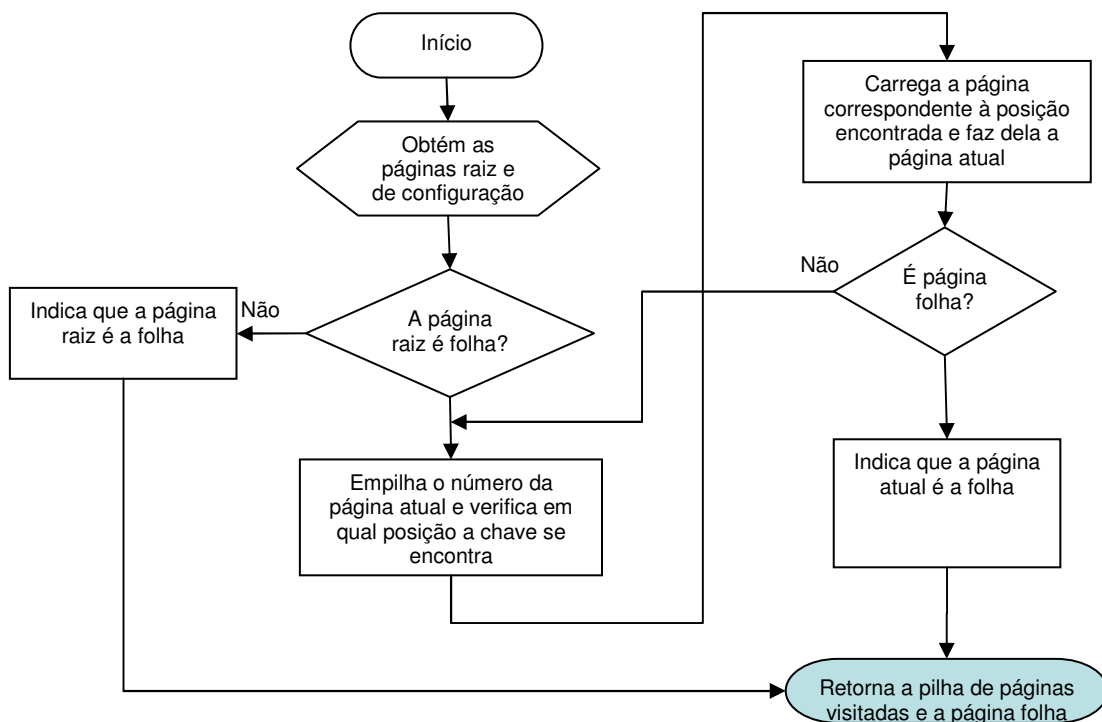 Início
Obtém as
páginas raiz e
de configuração
A página
raiz é folha?
Não
Indica que a página
raiz é a folha
Empilha o número da
página atual e verifica em
qual posição a chave se
encontra
Carrega a página
correspondente à posição
encontrada e faz dela a
página atual
É página
folha?
Não
Indica que a página
atual é a folha
Retorna a pilha de páginas
visitadas e a página folha